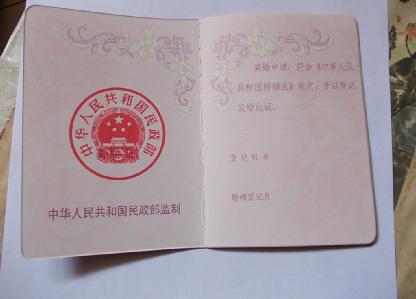 中华人民共和国民政部
中华人民共和国民政部监制
离婚申请，符合《中华人民
共和国婚姻法》规定，予以登记
发给此证。
登记机关
婚姻登记员